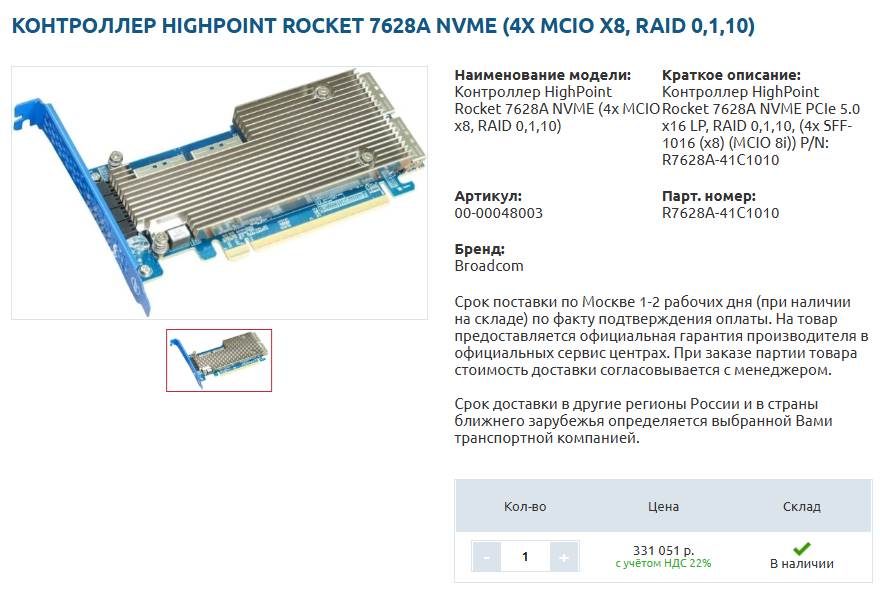 КОНТРОЛЛЕР HIGHPOINT ROCKET 7628A NVME (4X MCIO X8, RAID 0,1,10)
Наименование модели:
Контроллер HighPoint
Rocket 7628A NVME (4x MCIO
x8, RAID 0,1,10)
Краткое описание:
Контроллер HighPoint
Rocket 7628A NVME PCIe 5.0
x16 LP, RAID 0,1,10, (4x SFF-
1016 (x8) (MCIO 8i)) P/N:
R7628A-41C1010
Артикул:
00-00048003
Парт. номер:
R7628A-41C1010
Бренд:
Broadcom
Срок поставки по Москве 1-2 рабочих дня (при наличии
на складе) по факту подтверждения оплаты. На товар
предоставляется официальная гарантия производителя в
официальных сервис центрах. При заказе партии товара
стоимость доставки согласовывается с менеджером.
Срок доставки в другие регионы России и в страны
ближнего зарубежья определяется выбранной Вами
транспортной компанией.
Кол-во Цена Склад
- 1 +
331 051 р.
с учётом НДС 22%
В наличии